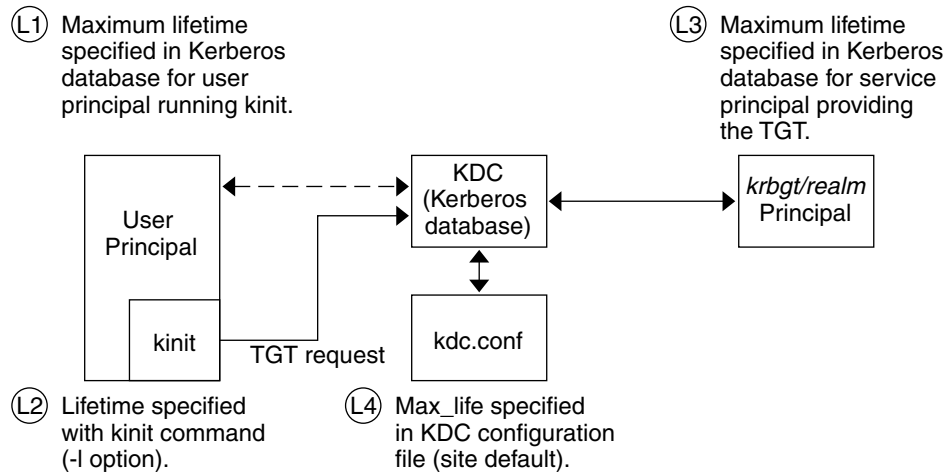 L1 Maximum lifetime
specified in Kerberos
database for user
principal running kinit.
L3 Maximum lifetime
specified in Kerberos
database for service
principal providing
the TGT.
User
Principal
KDC
(Kerberos
database)
krbgt/realm
Principal
kinit
TGT request
kdc.conf
L2 Lifetime specified
with kinit command
(-l option).
L4 Max_life specified
in KDC configuration
file (site default).